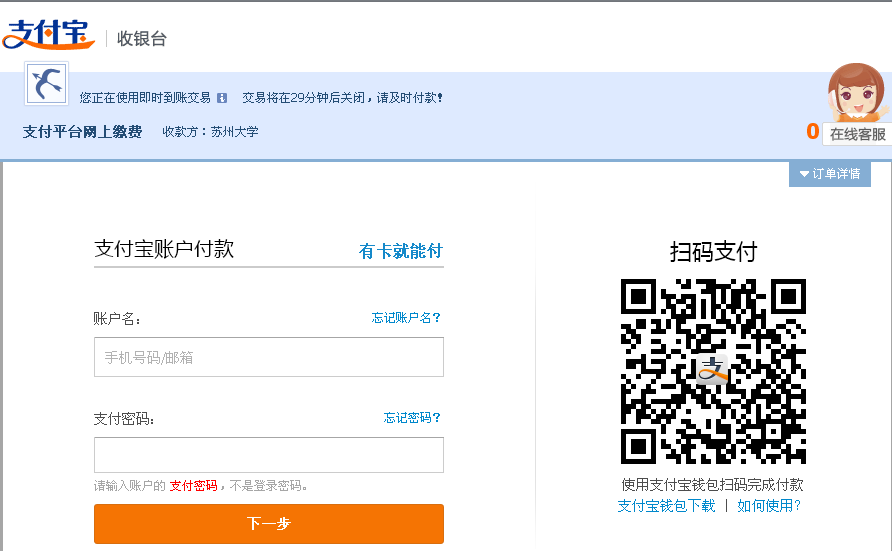 支付宝 收银台
您正在使用即时到账交易 交易将在29分钟后关闭，请及时付款！
支付平台网上缴费 收款方：苏州大学
0
在线客服
订单详情
支付宝账户付款 有卡就能付
账户名： 忘记账户名？
手机号码/邮箱
支付密码： 忘记密码？
请输入账户的 支付密码，不是登录密码。
下一步
扫码支付
支
使用支付宝钱包扫码完成付款
支付宝钱包下载 | 如何使用？